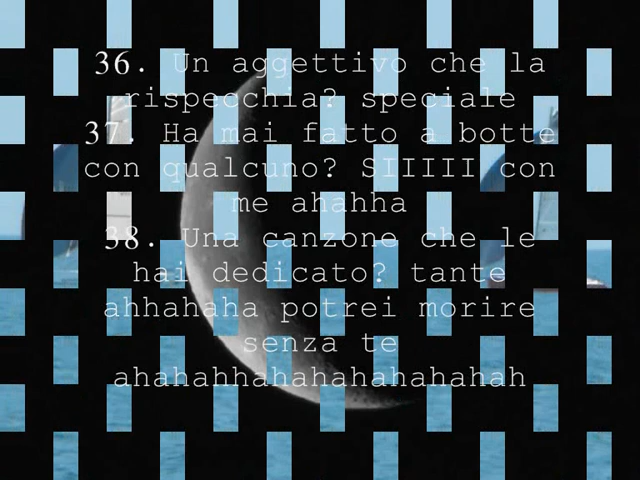 36. Un aggettivo che la
rispecchia? speciale
37. Ha mai fatto a botte
con qualcuno? SIIIII con
me ahahha
38. Una canzone che le
hai dedicato? tante
ahhahaha potrei morire
senza te
ahahahhahahahahahahah